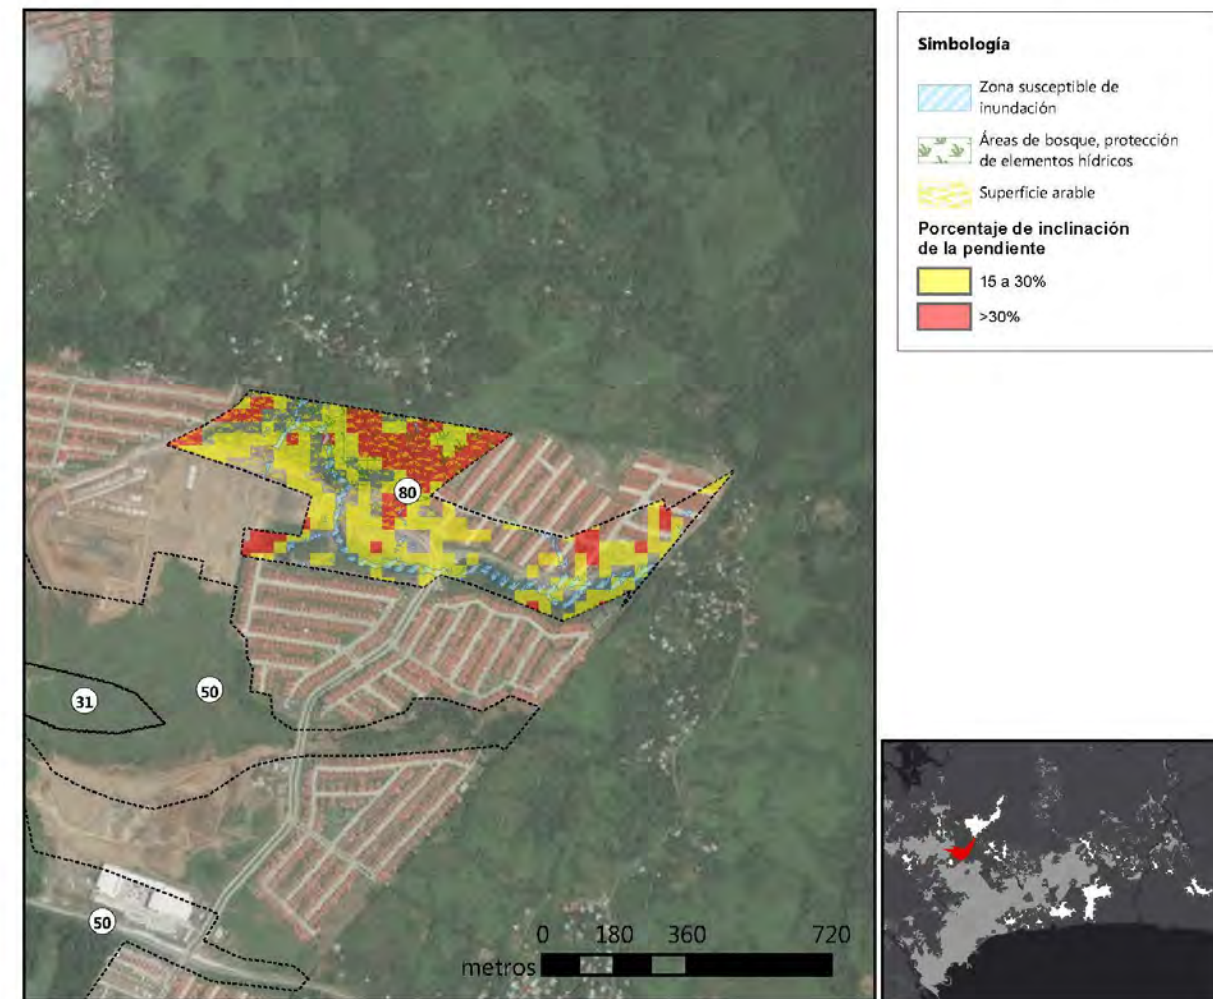 Simbología
Zona susceptible de
inundación
Áreas de bosque, protección
de elementos hídricos
Superficie arable
Porcentaje de inclinación
de la pendiente
15 a 30%
>30%
80
31
50
50
0 180 360 720
metros